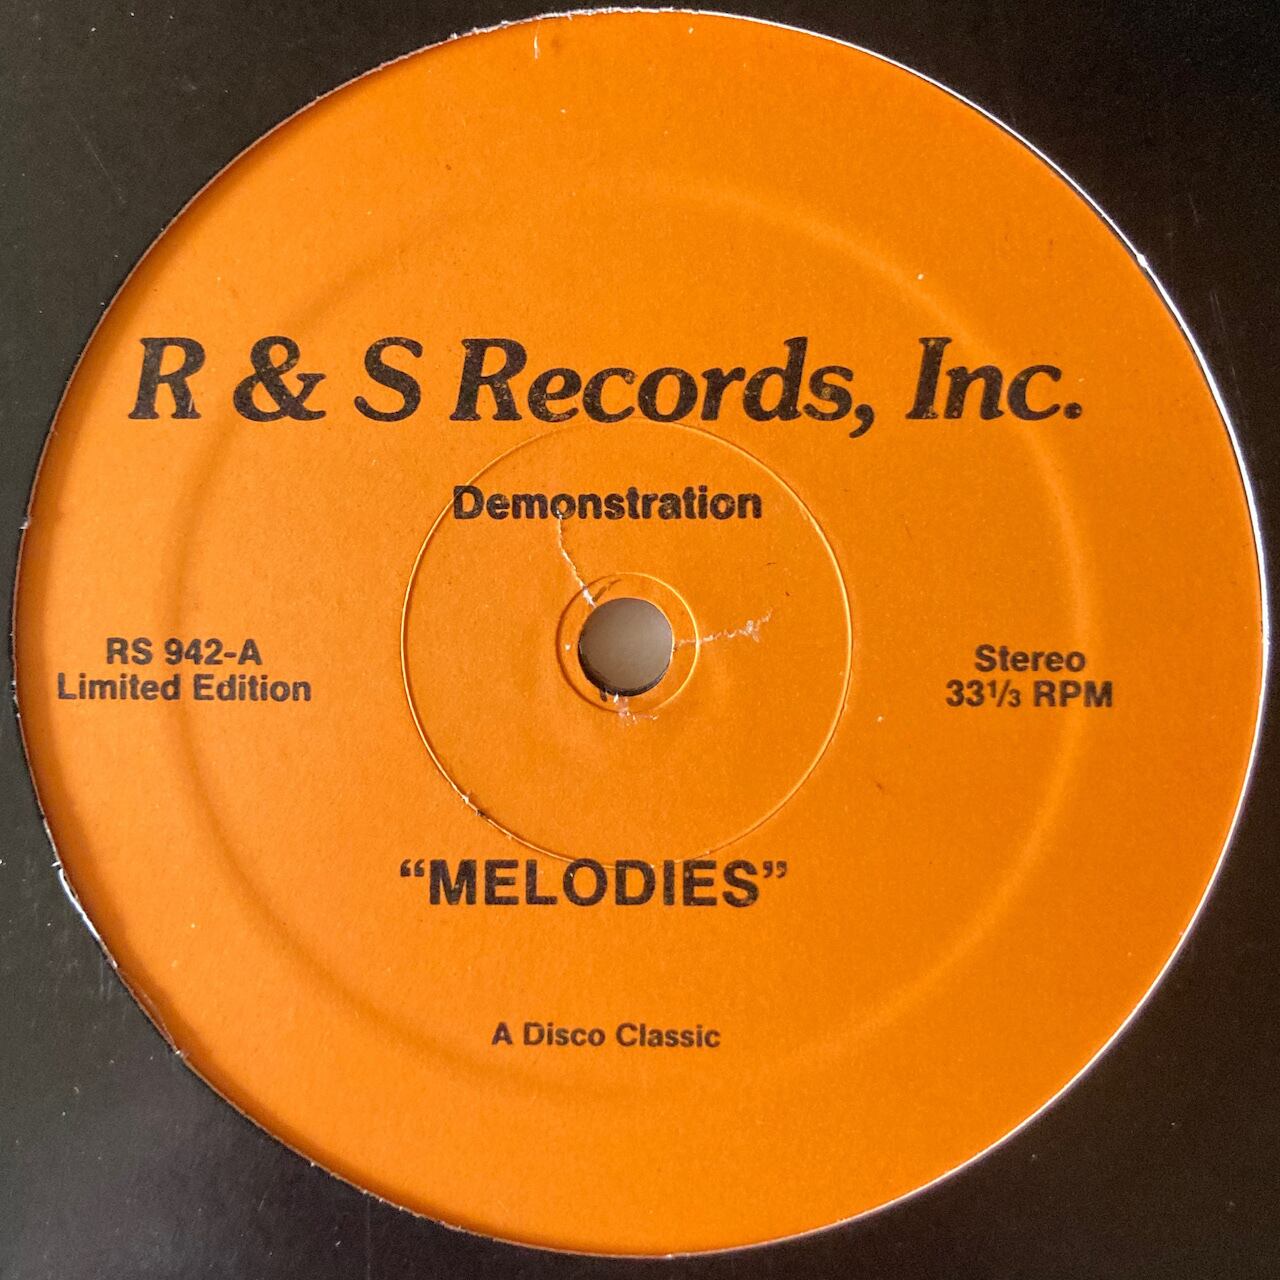 R & S Records, Inc.
Demonstration
RS 942-A
Limited Edition
Stereo
33⅓ RPM
“MELODIES”
A Disco Classic